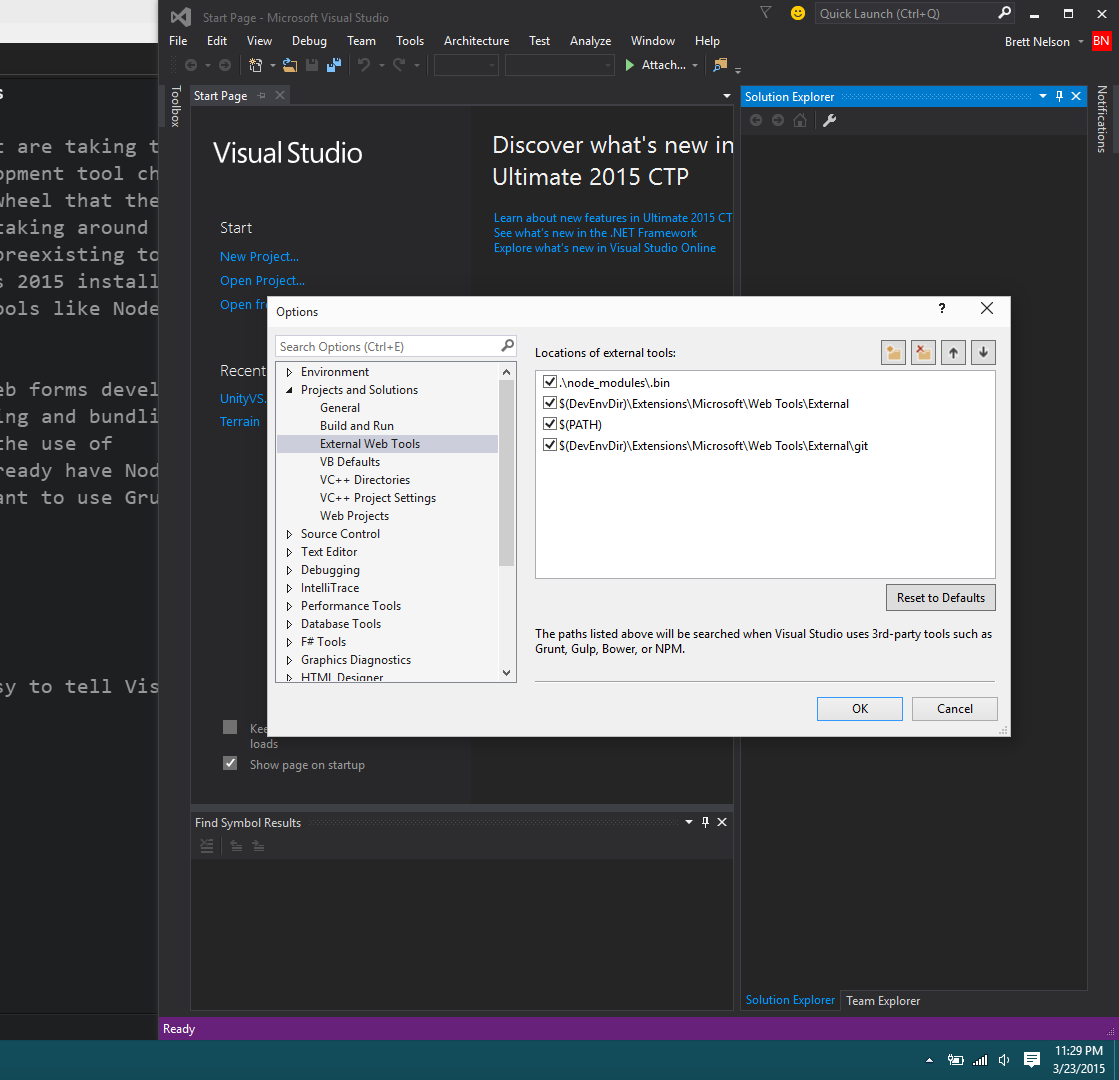 Start Page - Microsoft Visual Studio
Quick Launch (Ctrl+Q)
File Edit View Debug Team Tools Architecture Test Analyze Window Help
Brett Nelson BN
Attach...
Toolbox
Start Page
Solution Explorer
Notifications
s
t are taking t
opment tool ch
wheel that the
taking around
preexisting to
s 2015 install
ools like Node
eb forms devel
ing and bundli
the use of
ready have Nod
ant to use Gru
sy to tell Vis
Visual Studio
Discover what's new in
Ultimate 2015 CTP
Learn about new features in Ultimate 2015 CT
See what's new in the .NET Framework
Explore what's new in Visual Studio Online
Start
New Project...
Open Project...
Open fr
Recent
UnityVS.
Terrain
Kee
loads
Show page on startup
Options
?
Search Options (Ctrl+E)
Environment
Projects and Solutions
General
Build and Run
External Web Tools
VB Defaults
VC++ Directories
VC++ Project Settings
Web Projects
Source Control
Text Editor
Debugging
IntelliTrace
Performance Tools
Database Tools
F# Tools
Graphics Diagnostics
HTML Designer
Locations of external tools:
.\node_modules\.bin
$(DevEnvDir)\Extensions\Microsoft\Web Tools\External
$(PATH)
$(DevEnvDir)\Extensions\Microsoft\Web Tools\External\git
Reset to Defaults
The paths listed above will be searched when Visual Studio uses 3rd-party tools such as
Grunt, Gulp, Bower, or NPM.
OK
Cancel
Find Symbol Results
Solution Explorer
Team Explorer
Ready
11:29 PM
3/23/2015